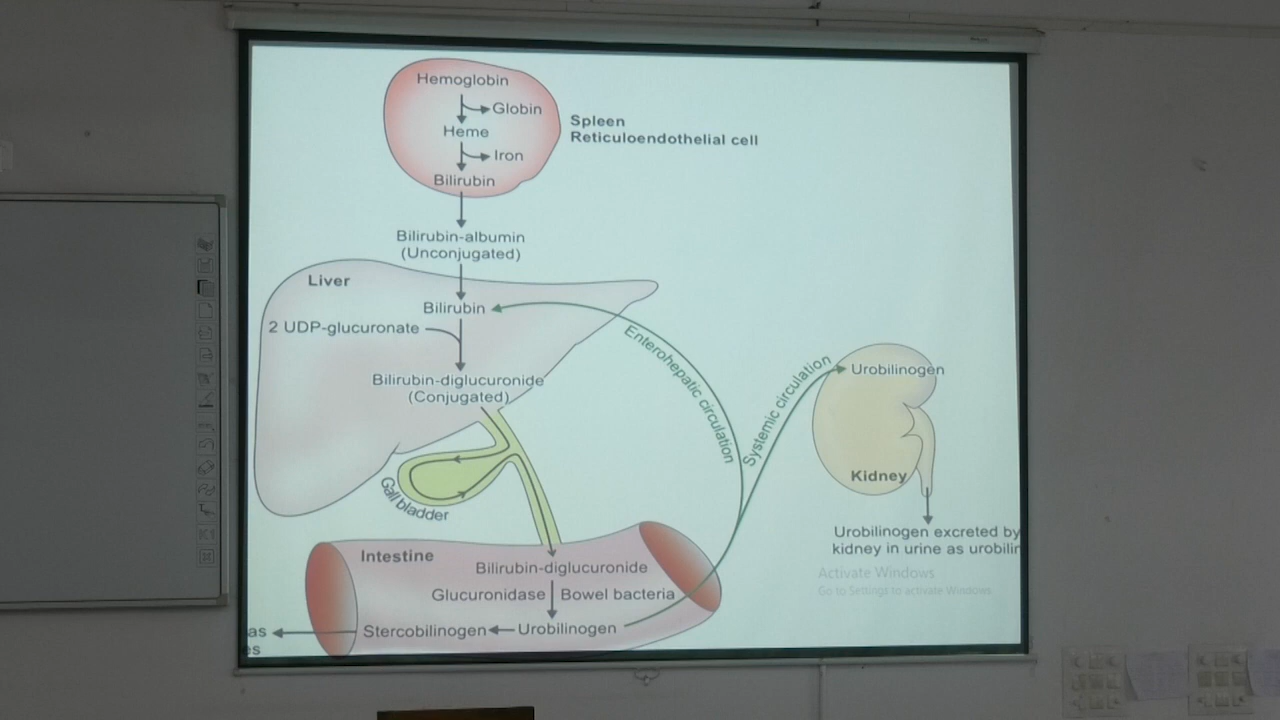 Hemoglobin
Globin
Heme
Iron
Bilirubin
Spleen
Reticuloendothelial cell
Bilirubin-albumin
(Unconjugated)
Liver
Bilirubin
2 UDP-glucuronate
Bilirubin-diglucuronide
(Conjugated)
Gall bladder
Enterohepatic circulation
Systemic circulation
Urobilinogen
Kidney
Urobilinogen excreted by
kidney in urine as urobilin
Activate Windows
Go to Settings to activate Windows
Intestine
Bilirubin-diglucuronide
Glucuronidase Bowel bacteria
as Stercobilinogen Urobilinogen
es